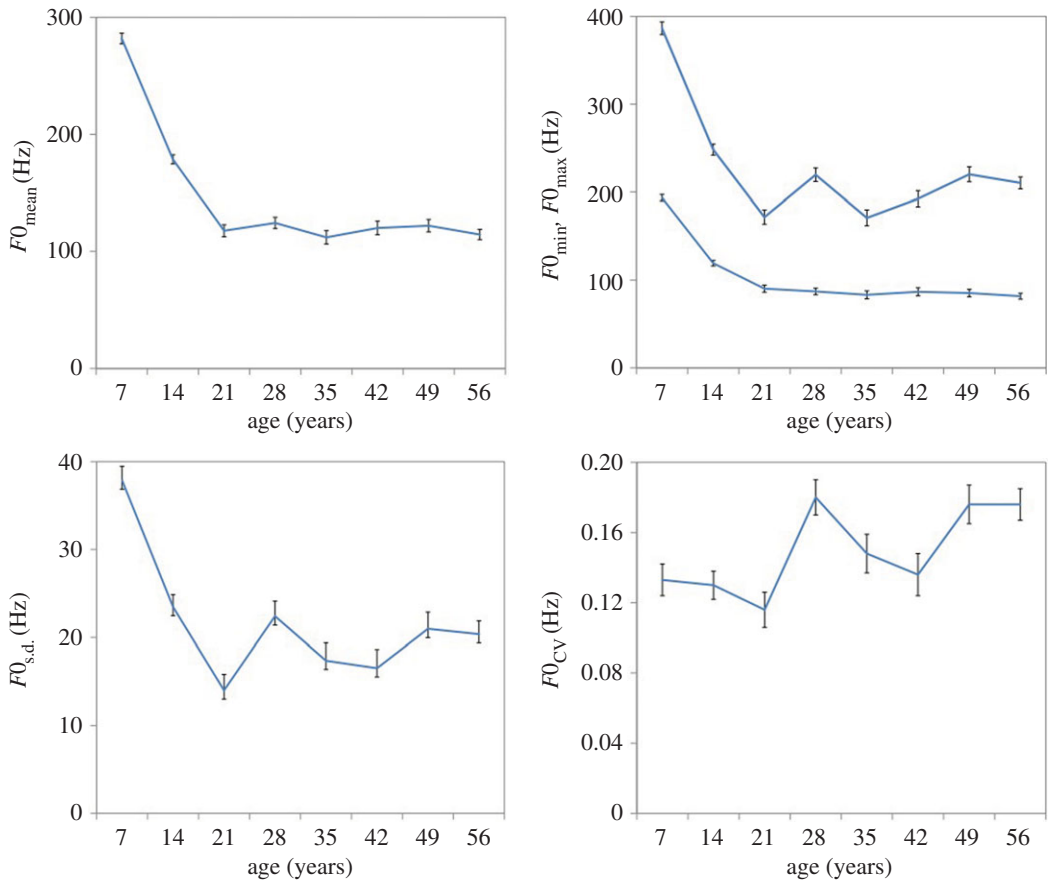 300
200
100
0
F0mean (Hz)
7 14 21 28 35 42 49 56
age (years)
400
300
200
100
0
F0min, F0max (Hz)
7 14 21 28 35 42 49 56
age (years)
40
30
20
10
0
F0s.d. (Hz)
7 14 21 28 35 42 49 56
age (years)
0.20
0.16
0.12
0.08
0.04
0
F0CV (Hz)
7 14 21 28 35 42 49 56
age (years)